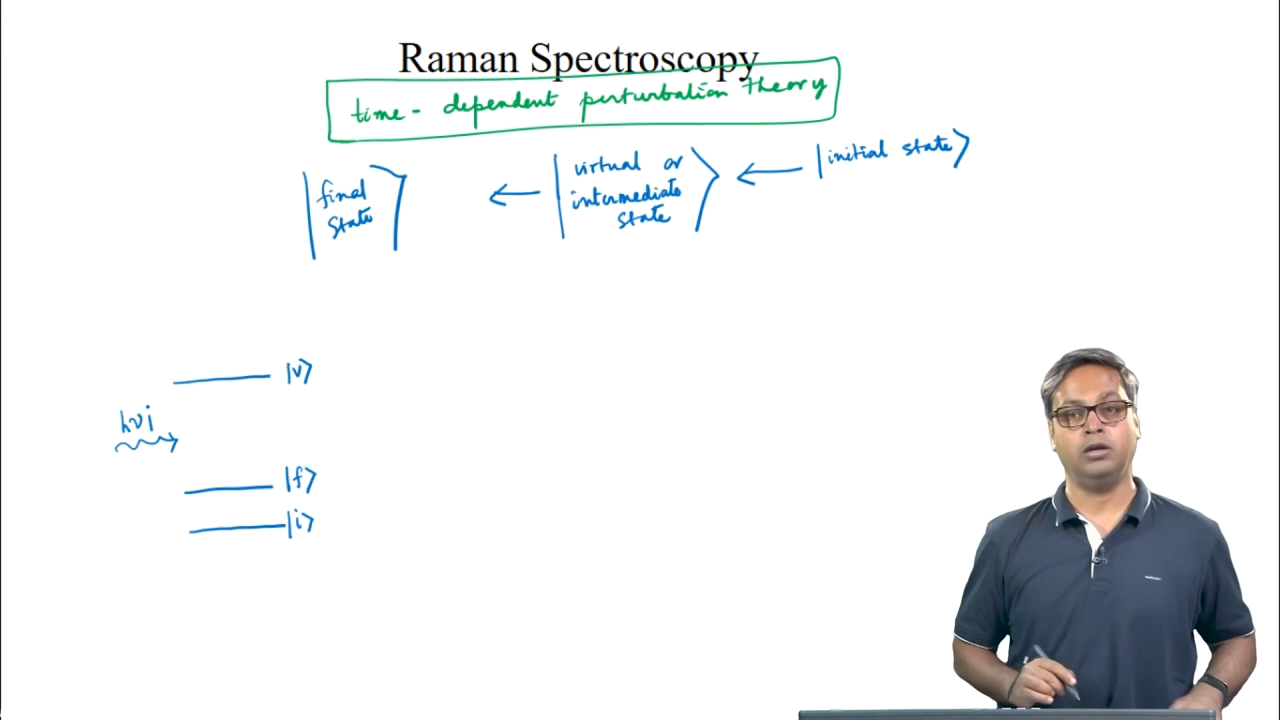 Raman Spectroscopy
time - dependent perturbation theory
|final state⟩ ← |virtual or intermediate state⟩ ← |initial state⟩
|v⟩
hνi
|f⟩
|i⟩